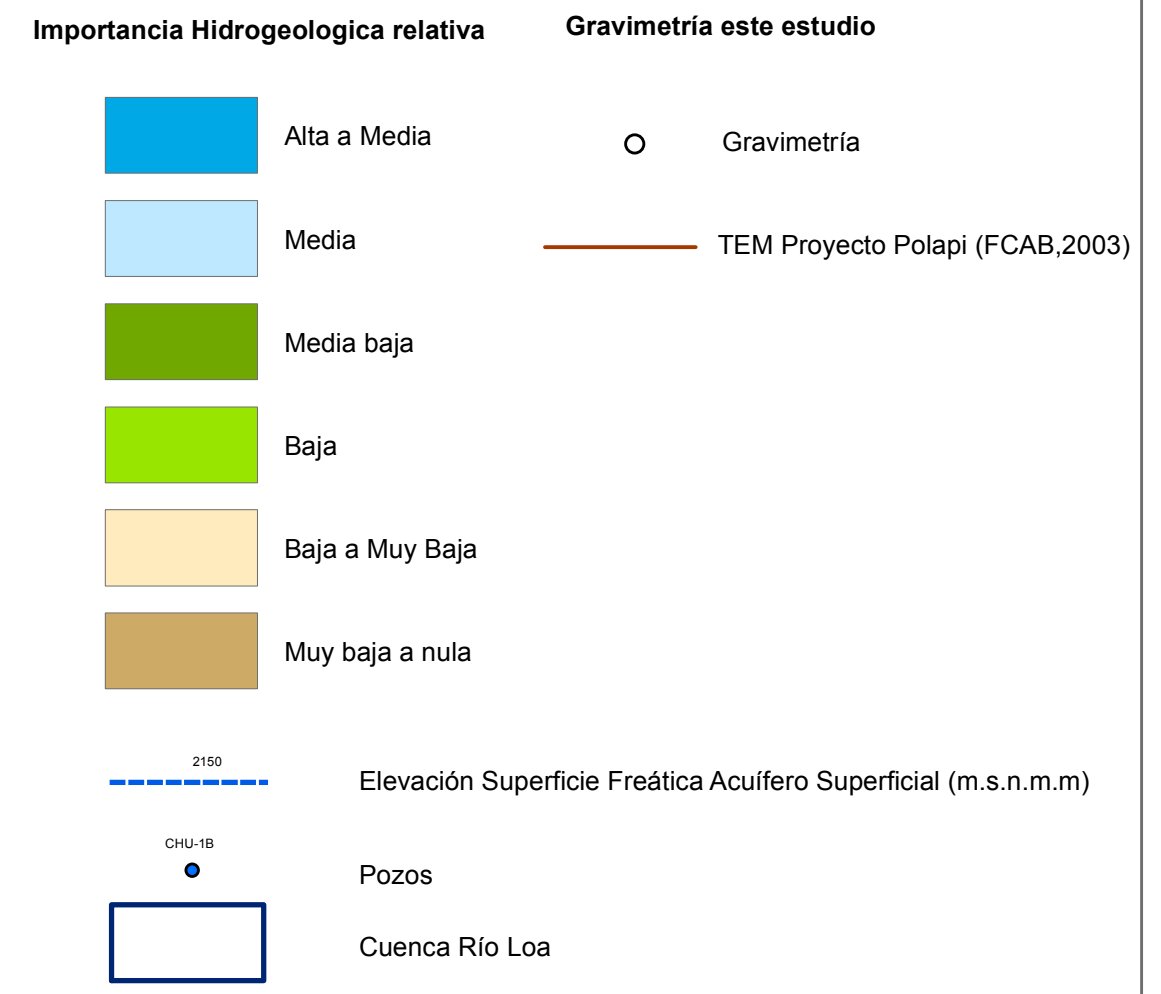 Importancia Hidrogeologica relativa
Alta a Media
Media
Media baja
Baja
Baja a Muy Baja
Muy baja a nula
2150
Elevación Superficie Freática Acuífero Superficial (m.s.n.m.m)
CHU-1B
Pozos
Cuenca Río Loa
Gravimetría este estudio
Gravimetría
TEM Proyecto Polapi (FCAB,2003)